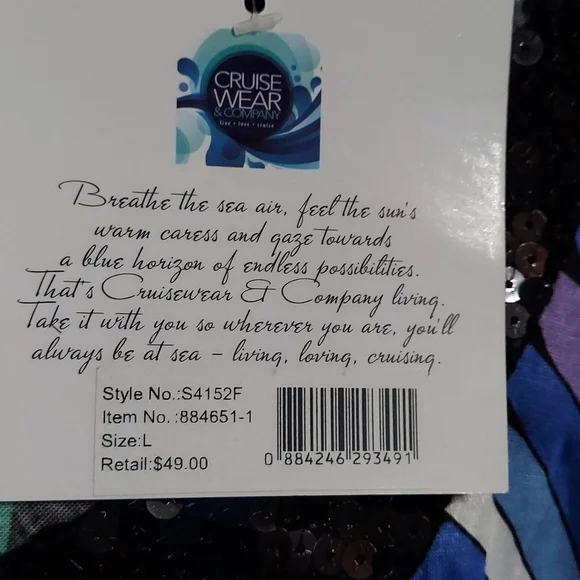 CRUISE
WEAR
& COMPANY
live • love • cruise
Breathe the sea air, feel the sun's
warm caress and gaze towards
a blue horizon of endless possibilities.
That's Cruisewear & Company living.
Take it with you so wherever you are, you'll
always be at sea – living, loving, cruising.
Style No.:S4152F
Item No. :884651-1
Size:L
Retail:$49.00
0 884246 293491